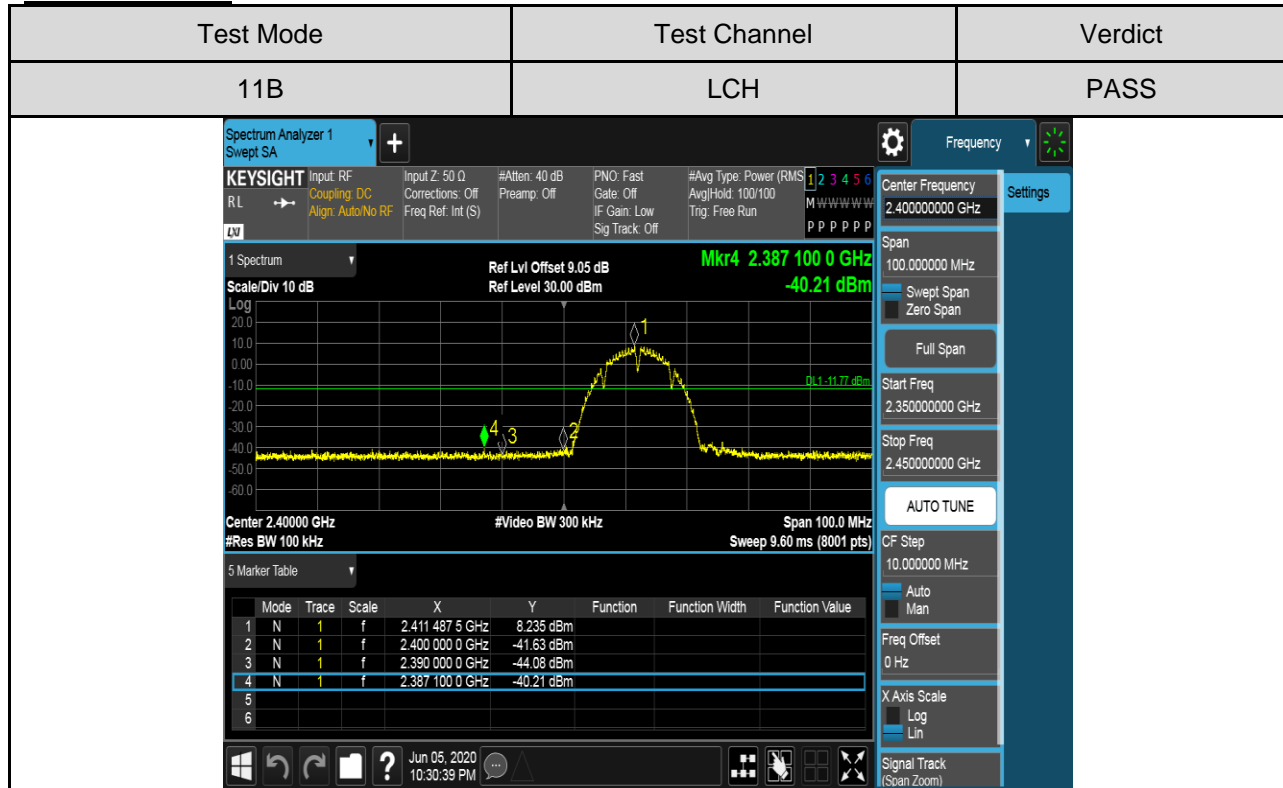 Test Mode Test Channel Verdict
11B LCH PASS
Spectrum Analyzer 1
Swept SA
+
Frequency
KEYSIGHT
RL
LXI
Input: RF
Coupling: DC
Align: Auto/No RF
Input Z: 50 Ω
Corrections: Off
Freq Ref: Int (S)
#Atten: 40 dB
Preamp: Off
PNO: Fast
Gate: Off
IF Gain: Low
Sig Track: Off
#Avg Type: Power (RMS
Avg|Hold: 100/100
Trig: Free Run
1 2 3 4 5 6
M W W W W W
P P P P P P
1 Spectrum
Scale/Div 10 dB
Ref Lvl Offset 9.05 dB
Ref Level 30.00 dBm
Mkr4 2.387 100 0 GHz
-40.21 dBm
Log
20.0
10.0
0.00
-10.0
-20.0
-30.0
-40.0
-50.0
-60.0
1
DL1 -11.77 dBm
4
3
2
Center 2.40000 GHz #Video BW 300 kHz Span 100.0 MHz
#Res BW 100 kHz Sweep 9.60 ms (8001 pts)
5 Marker Table
Mode Trace Scale X Y Function Function Width Function Value
1 N 1 f 2.411 487 5 GHz 8.235 dBm
2 N 1 f 2.400 000 0 GHz -41.63 dBm
3 N 1 f 2.390 000 0 GHz -44.08 dBm
4 N 1 f 2.387 100 0 GHz -40.21 dBm
5
6
?
Jun 05, 2020
10:30:39 PM
Center Frequency
2.400000000 GHz
Settings
Span
100.000000 MHz
Swept Span
Zero Span
Full Span
Start Freq
2.350000000 GHz
Stop Freq
2.450000000 GHz
AUTO TUNE
CF Step
10.000000 MHz
Auto
Man
Freq Offset
0 Hz
X Axis Scale
Log
Lin
Signal Track
(Span Zoom)